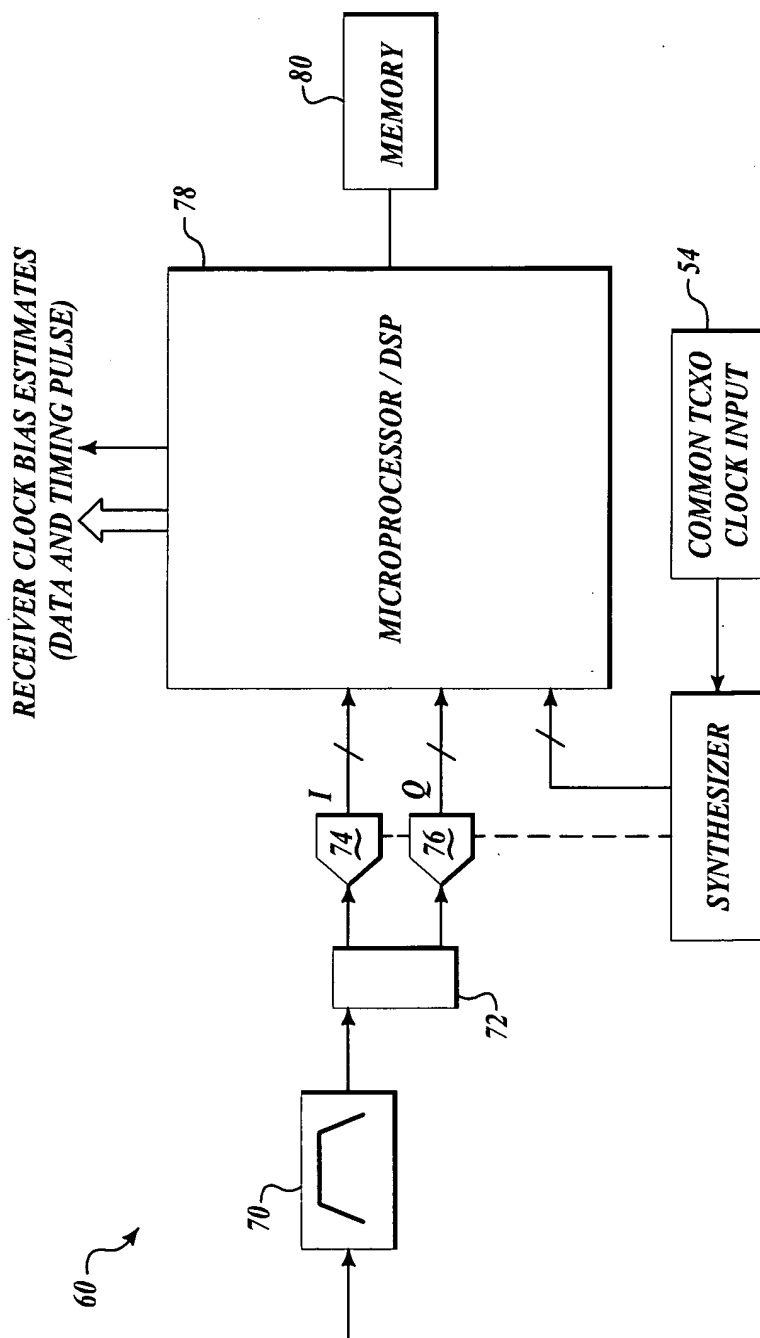 RECEIVER CLOCK BIAS ESTIMATES
(DATA AND TIMING PULSE)
60
70
72
I
74
Q
76
78
MICROPROCESSOR / DSP
80
MEMORY
SYNTHESIZER
54
COMMON TCXO
CLOCK INPUT